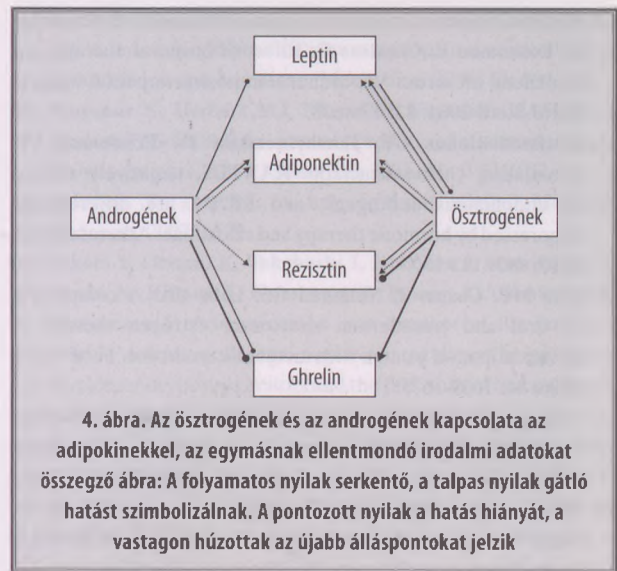 Leptin
Adiponektin
Androgének
Ösztrogének
Rezisztin
Ghrelin
4. ábra. Az ösztrogének és az androgének kapcsolata az
adipokinekkel, az egymásnak ellentmondó irodalmi adatokat
összegző ábra: A folyamatos nyilak serkentő, a talpas nyilak gátló
hatást szimbolizálnak. A pontozott nyilak a hatás hiányát, a
vastagon húzottak az újabb álláspontokat jelzik